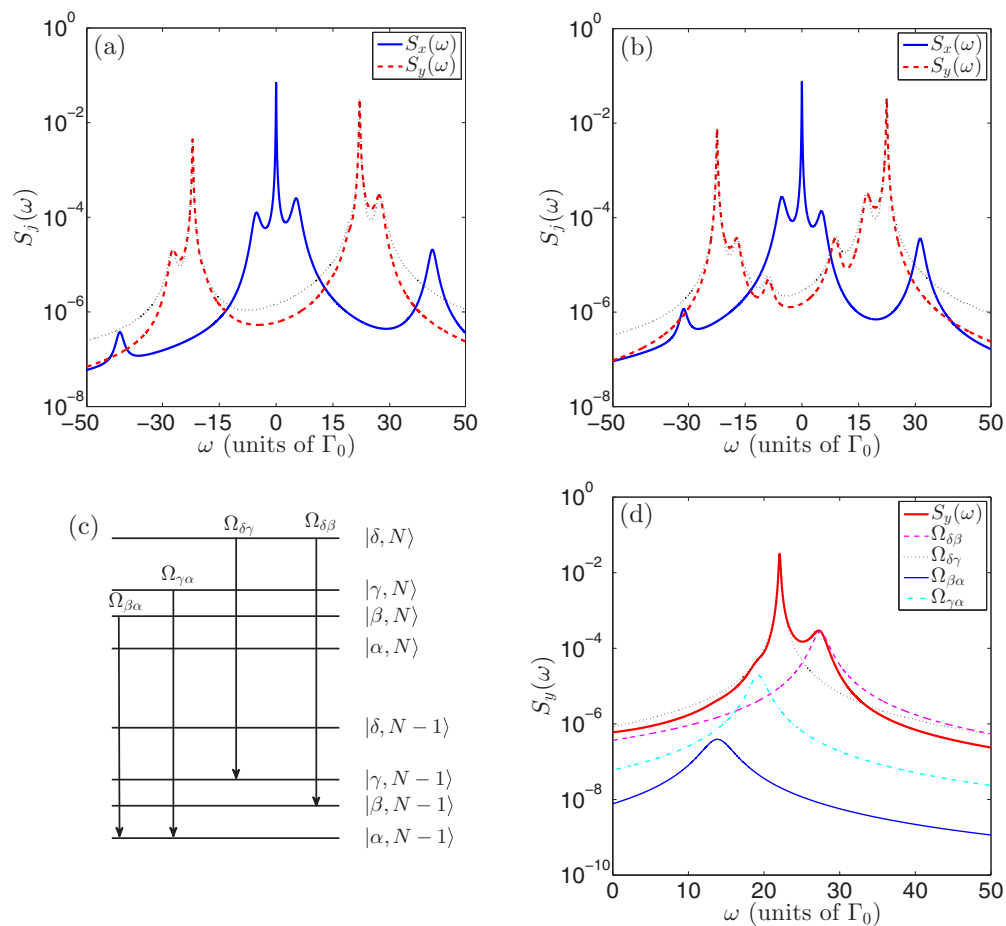 (a)
S_x(ω)
S_y(ω)
10^0
10^−2
10^−4
10^−6
10^−8
S_j(ω)
−50 −30 −15 0 15 30 50
ω (units of Γ_0)
(b)
S_x(ω)
S_y(ω)
10^0
10^−2
10^−4
10^−6
10^−8
S_j(ω)
−50 −30 −15 0 15 30 50
ω (units of Γ_0)
(c)
Ω_δγ
Ω_δβ
|δ, N⟩
Ω_γα
|γ, N⟩
Ω_βα
|β, N⟩
|α, N⟩
|δ, N − 1⟩
|γ, N − 1⟩
|β, N − 1⟩
|α, N − 1⟩
(d)
S_y(ω)
Ω_δβ
Ω_δγ
Ω_βα
Ω_γα
10^0
10^−2
10^−4
10^−6
10^−8
10^−10
S_y(ω)
0 10 20 30 40 50
ω (units of Γ_0)